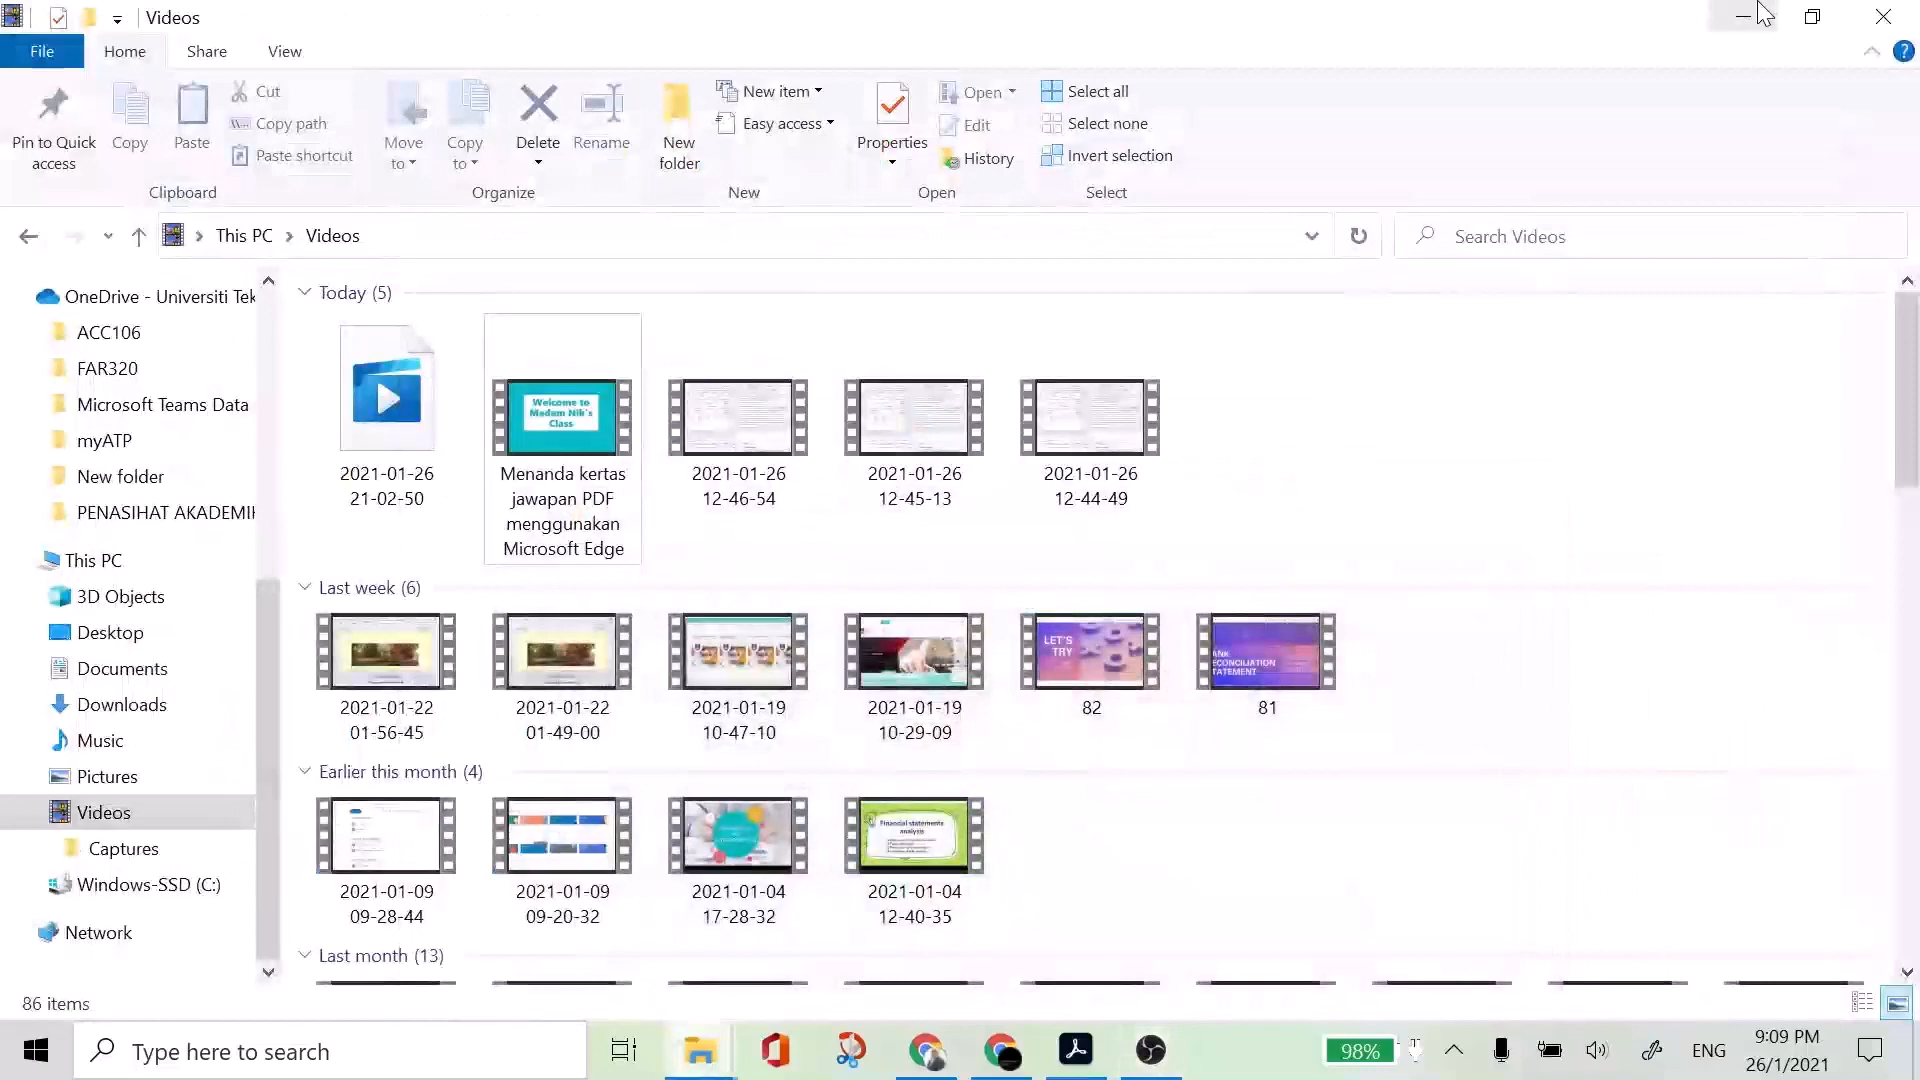 Videos
File
Home
Share
View
Pin to Quick access
Copy
Paste
Cut
Copy path
Paste shortcut
Clipboard
Move to
Copy to
Delete
Rename
Organize
New folder
New item
Easy access
New
Properties
Open
Edit
History
Open
Select all
Select none
Invert selection
Select
This PC
Videos
Search Videos
OneDrive - Universiti Tek
ACC106
FAR320
Microsoft Teams Data
myATP
New folder
PENASIHAT AKADEMI
This PC
3D Objects
Desktop
Documents
Downloads
Music
Pictures
Videos
Captures
Windows-SSD (C:)
Network
Today (5)
2021-01-26
21-02-50
Welcome to
Madam Nik's
Class
Menanda kertas
jawapan PDF
menggunakan
Microsoft Edge
2021-01-26
12-46-54
2021-01-26
12-45-13
2021-01-26
12-44-49
Last week (6)
2021-01-22
01-56-45
2021-01-22
01-49-00
2021-01-19
10-47-10
2021-01-19
10-29-09
LET'S
TRY
82
ECONCILIATION
TATEMENT
81
Earlier this month (4)
2021-01-09
09-28-44
2021-01-09
09-20-32
2021-01-04
17-28-32
Financial statements
analysis
2021-01-04
12-40-35
Last month (13)
86 items
Type here to search
98%
ENG
9:09 PM
26/1/2021